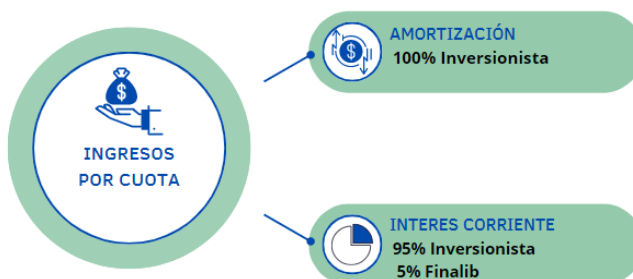 INGRESOS
POR CUOTA
AMORTIZACIÓN
100% Inversionista
INTERES CORRIENTE
95% Inversionista
5% Finalib